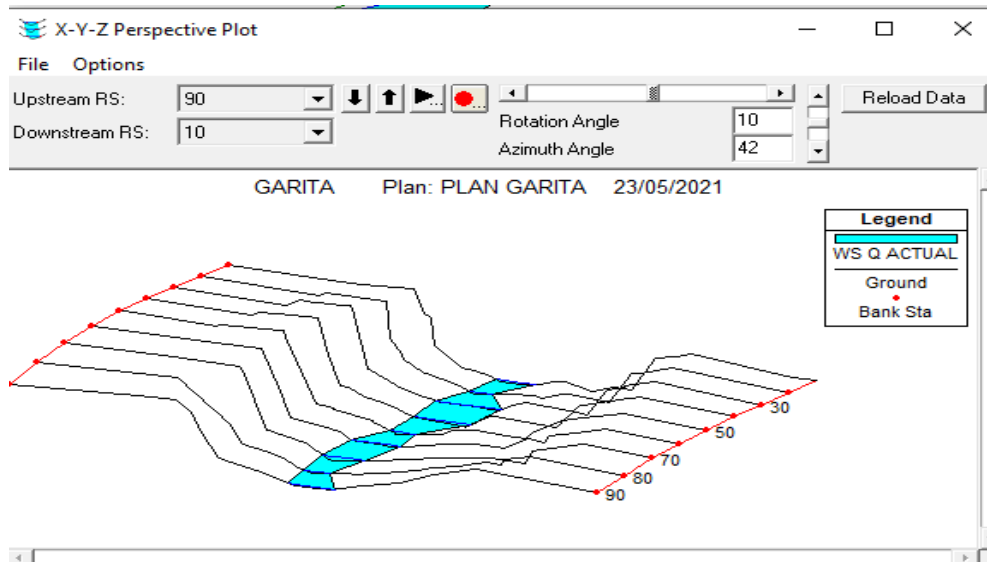 X-Y-Z Perspective Plot
File Options
Upstream RS: 90
Downstream RS: 10
Rotation Angle 10
Azimuth Angle 42
Reload Data
GARITA Plan: PLAN GARITA 23/05/2021
Legend
WS Q ACTUAL
Ground
Bank Sta
30
50
70
80
90